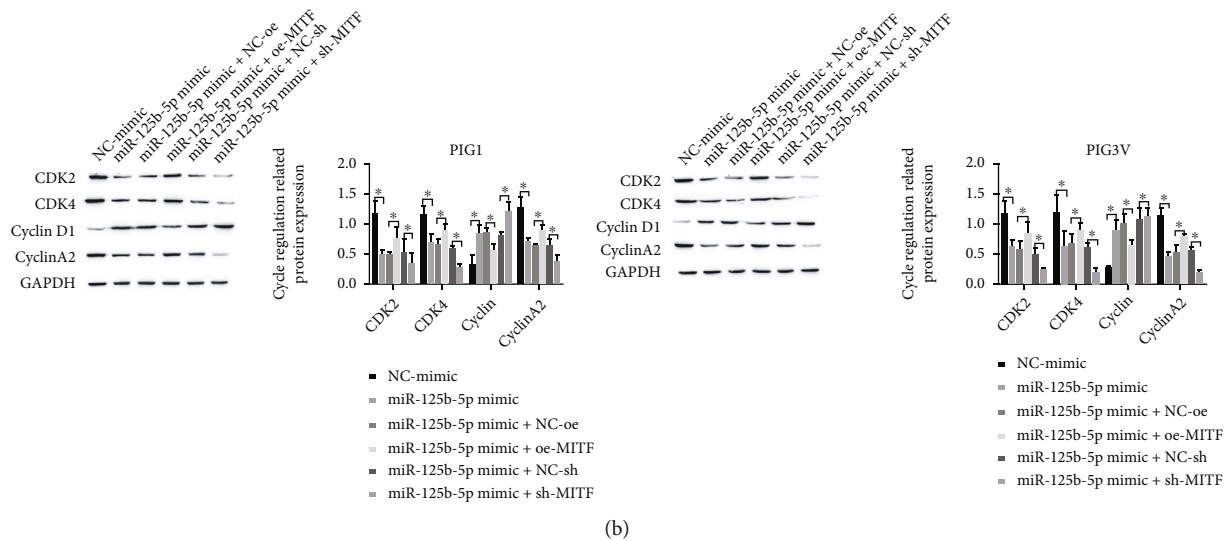 NC-mimic
miR-125b-5p mimic
miR-125b-5p mimic + NC-oe
miR-125b-5p mimic + oe-MITF
miR-125b-5p mimic + NC-sh
miR-125b-5p mimic + sh-MITF
CDK2
CDK4
Cyclin D1
CyclinA2
GAPDH
PIG1
Cycle regulation related
protein expression
2.0
1.5
1.0
0.5
0.0
* * * * * * * * * * * *
CDK2
CDK4
Cyclin
CyclinA2
NC-mimic
miR-125b-5p mimic
miR-125b-5p mimic + NC-oe
miR-125b-5p mimic + oe-MITF
miR-125b-5p mimic + NC-sh
miR-125b-5p mimic + sh-MITF
NC-mimic
miR-125b-5p mimic
miR-125b-5p mimic + NC-oe
miR-125b-5p mimic + oe-MITF
miR-125b-5p mimic + NC-sh
miR-125b-5p mimic + sh-MITF
CDK2
CDK4
Cyclin D1
CyclinA2
GAPDH
PIG3V
Cycle regulation related
protein expression
2.0
1.5
1.0
0.5
0.0
* * * * * * * * * * * *
CDK2
CDK4
Cyclin
CyclinA2
NC-mimic
miR-125b-5p mimic
miR-125b-5p mimic + NC-oe
miR-125b-5p mimic + oe-MITF
miR-125b-5p mimic + NC-sh
miR-125b-5p mimic + sh-MITF
(b)